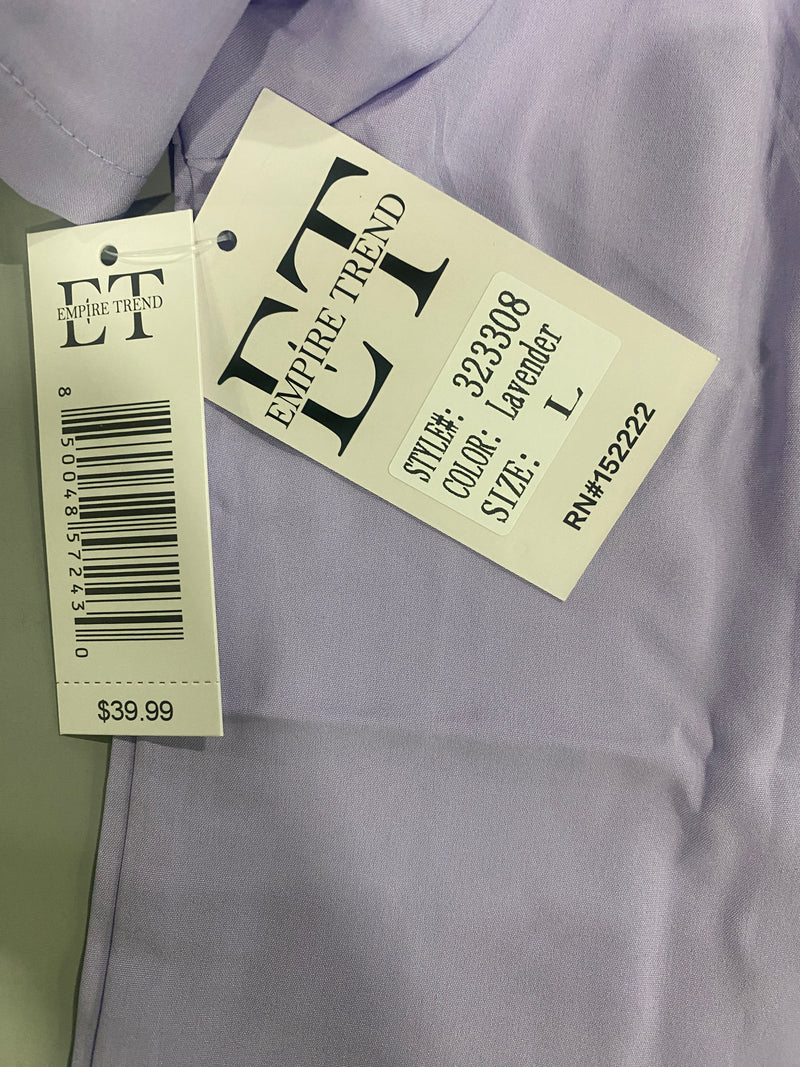 ET
EMPIRE TREND
8 50048 57243 0
$39.99
ET
EMPIRE TREND
STYLE#: 323308
COLOR: Lavender
SIZE: L
RN#152222